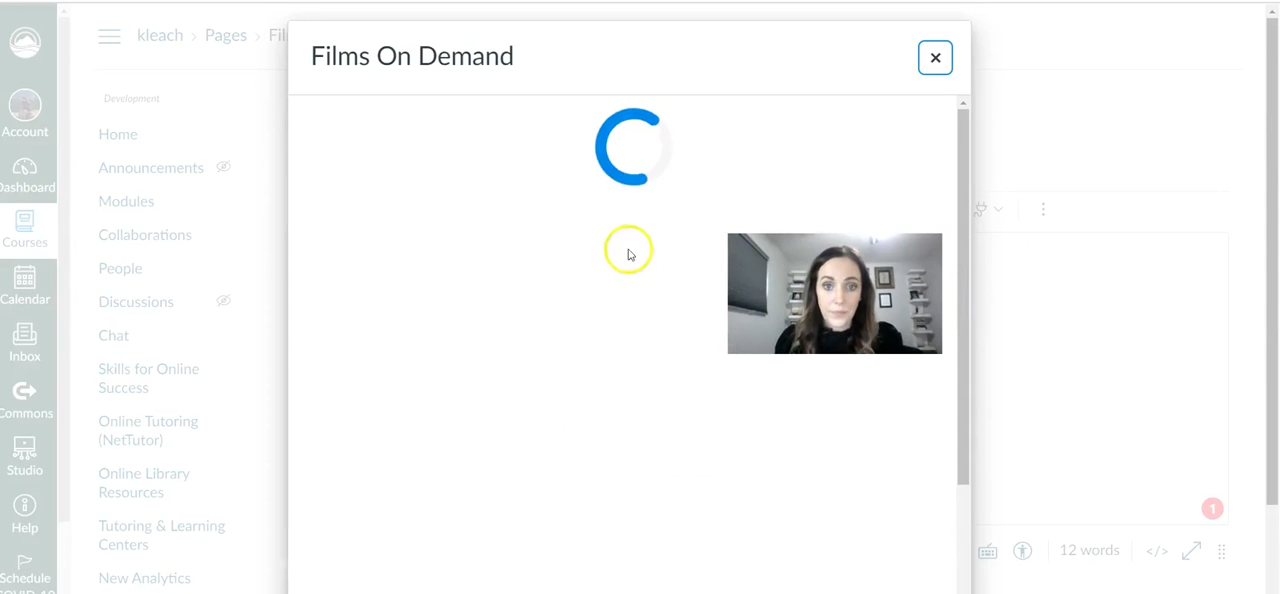 kleach > Pages >
Films On Demand
×
Development
Home
Announcements
Modules
Collaborations
People
Discussions
Chat
Skills for Online
Success
Online Tutoring
(NetTutor)
Online Library
Resources
Tutoring & Learning
Centers
New Analytics
Account
Dashboard
Courses
Calendar
Inbox
Commons
Studio
Help
Schedule
1
12 words
</>